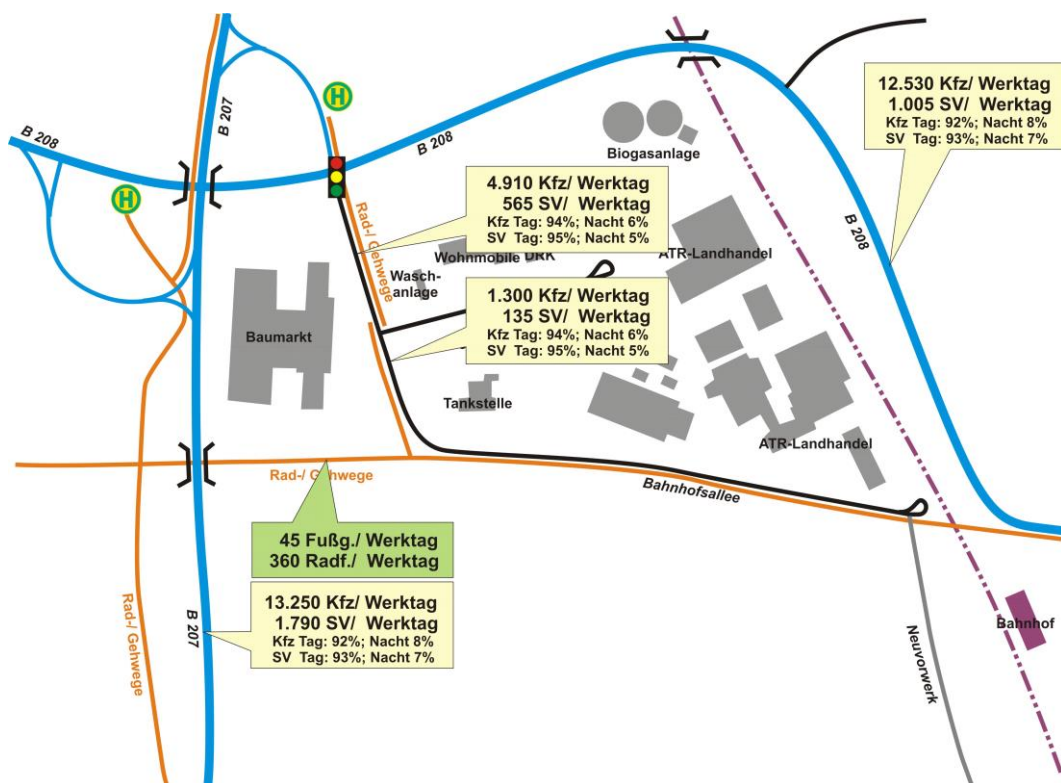 B 207
B 208
H
H
B 208
12.530 Kfz/ Werktag
1.005 SV/ Werktag
Kfz Tag: 92%; Nacht 8%
SV Tag: 93%; Nacht 7%
Biogasanlage
4.910 Kfz/ Werktag
565 SV/ Werktag
Kfz Tag: 94%; Nacht 6%
SV Tag: 95%; Nacht 5%
Rad-/ Gehwege
B 208
Wohnmobile
DRK
ATR-Landhandel
Wasch-
anlage
1.300 Kfz/ Werktag
135 SV/ Werktag
Kfz Tag: 94%; Nacht 6%
SV Tag: 95%; Nacht 5%
Baumarkt
Tankstelle
ATR-Landhandel
Rad-/ Gehwege
Bahnhofsallee
45 Fußg./ Werktag
360 Radf./ Werktag
13.250 Kfz/ Werktag
1.790 SV/ Werktag
Kfz Tag: 92%; Nacht 8%
SV Tag: 93%; Nacht 7%
Rad-/ Gehwege
B 207
Neuvorwerk
Bahnhof